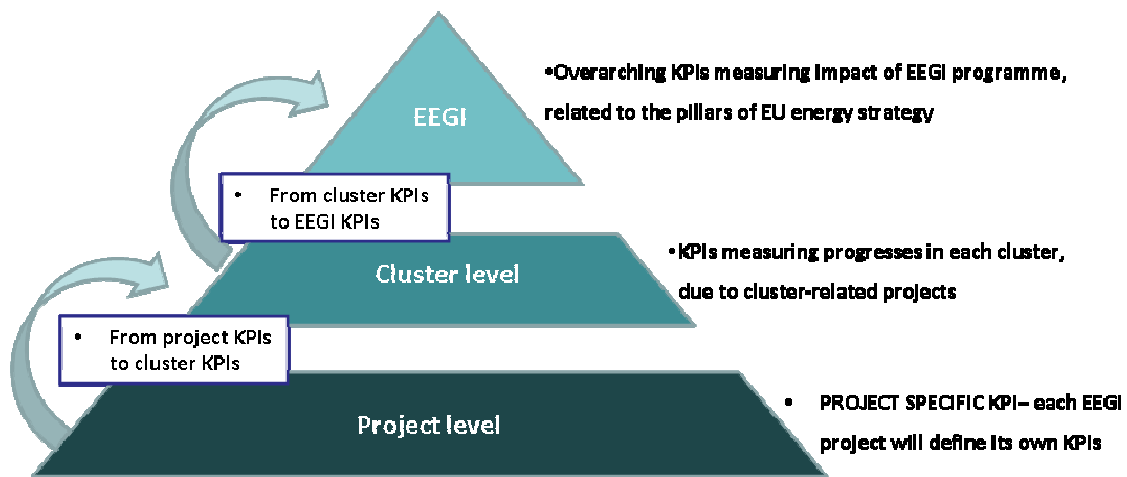 •Overarching KPIs measuring impact of EEGI programme,
related to the pillars of EU energy strategy
EEGI
• From cluster KPIs
to EEGI KPIs
•KPIs measuring progresses in each cluster,
due to cluster-related projects
Cluster level
• From project KPIs
to cluster KPIs
• PROJECT SPECIFIC KPI– each EEGI
project will define its own KPIs
Project level